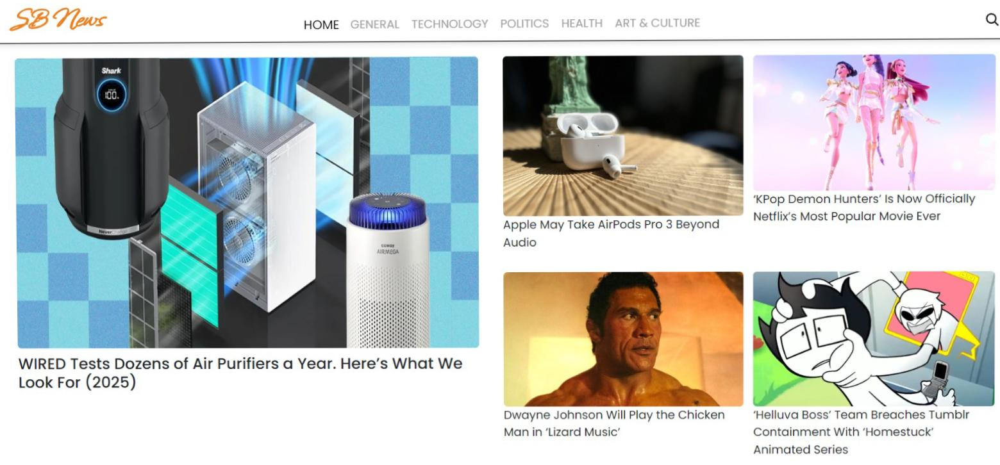 SB News
HOME
GENERAL
TECHNOLOGY
POLITICS
HEALTH
ART & CULTURE
Shark
100%
coway
AIRMEGA
WIRED Tests Dozens of Air Purifiers a Year. Here’s What We
Look For (2025)
Apple May Take AirPods Pro 3 Beyond
Audio
‘KPop Demon Hunters’ Is Now Officially
Netflix’s Most Popular Movie Ever
Dwayne Johnson Will Play the Chicken
Man in ‘Lizard Music’
‘Helluva Boss’ Team Breaches Tumblr
Containment With ‘Homestuck’
Animated Series